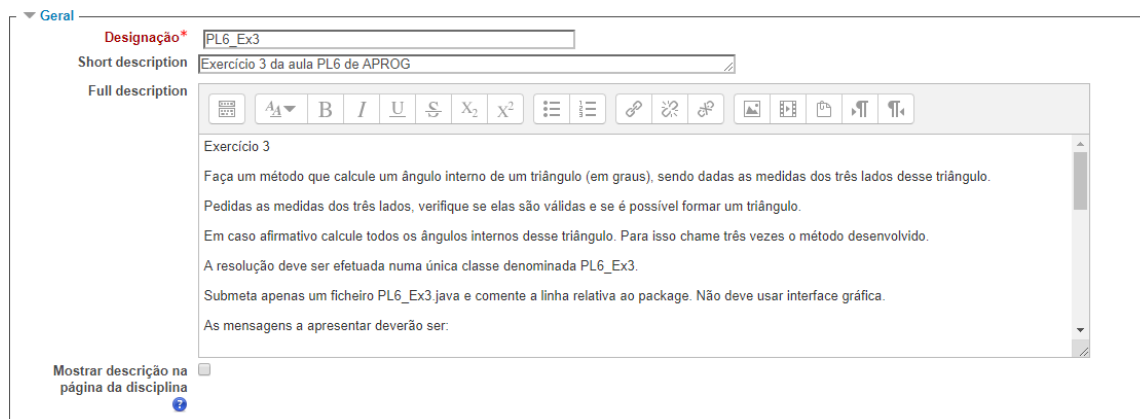 Geral
Designação*
PL6_Ex3
Short description
Exercício 3 da aula PL6 de APROG
Full description
Exercício 3
Faça um método que calcule um ângulo interno de um triângulo (em graus), sendo dadas as medidas dos três lados desse triângulo.
Pedidas as medidas dos três lados, verifique se elas são válidas e se é possível formar um triângulo.
Em caso afirmativo calcule todos os ângulos internos desse triângulo. Para isso chame três vezes o método desenvolvido.
A resolução deve ser efetuada numa única classe denominada PL6_Ex3.
Submeta apenas um ficheiro PL6_Ex3.java e comente a linha relativa ao package. Não deve usar interface gráfica.
As mensagens a apresentar deverão ser:
Mostrar descrição na
página da disciplina